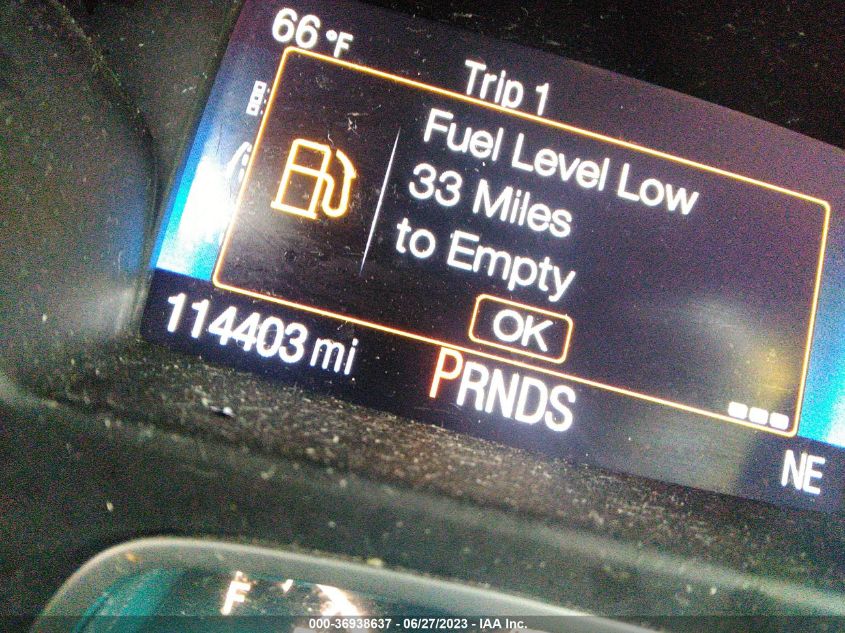 66 °F
Trip 1
Fuel Level Low
33 Miles
to Empty
OK
114403 mi
PRNDS
NE
F
000-36938637 - 06/27/2023 - IAA Inc.